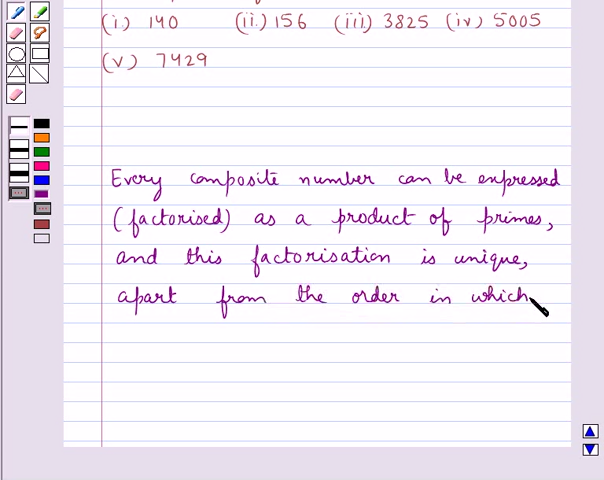 (i) 140 (ii) 156 (iii) 3825 (iv) 5005
(v) 7429
Every composite number can be expressed
(factorised) as a product of primes,
and this factorisation is unique,
apart from the order in which